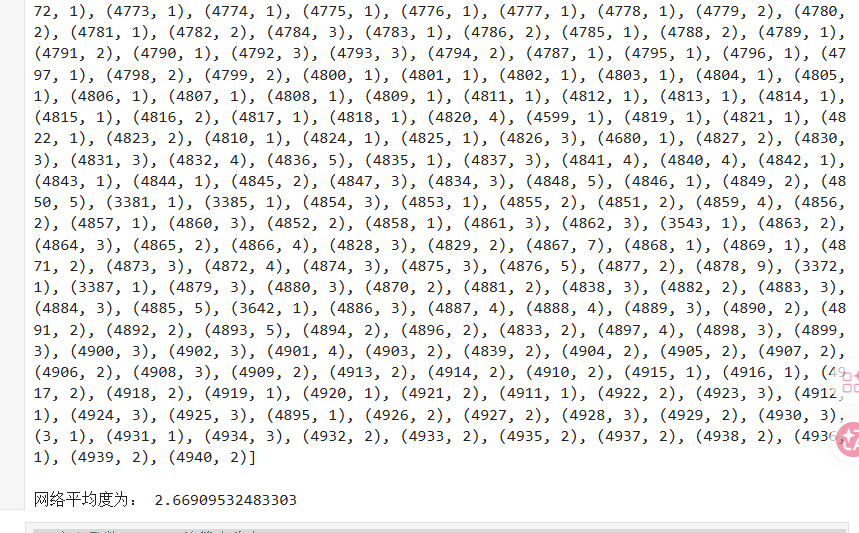 72, 1), (4773, 1), (4774, 1), (4775, 1), (4776, 1), (4777, 1), (4778, 1), (4779, 2), (4780,
2), (4781, 1), (4782, 2), (4784, 3), (4783, 1), (4786, 2), (4785, 1), (4788, 2), (4789, 1),
(4791, 2), (4790, 1), (4792, 3), (4793, 3), (4794, 2), (4787, 1), (4795, 1), (4796, 1), (47
97, 1), (4798, 2), (4799, 2), (4800, 1), (4801, 1), (4802, 1), (4803, 1), (4804, 1), (4805,
1), (4806, 1), (4807, 1), (4808, 1), (4809, 1), (4811, 1), (4812, 1), (4813, 1), (4814, 1),
(4815, 1), (4816, 2), (4817, 1), (4818, 1), (4820, 4), (4599, 1), (4819, 1), (4821, 1), (48
22, 1), (4823, 2), (4810, 1), (4824, 1), (4825, 1), (4826, 3), (4680, 1), (4827, 2), (4830,
3), (4831, 3), (4832, 4), (4836, 5), (4835, 1), (4837, 3), (4841, 4), (4840, 4), (4842, 1),
(4843, 1), (4844, 1), (4845, 2), (4847, 3), (4834, 3), (4848, 5), (4846, 1), (4849, 2), (48
50, 5), (3381, 1), (3385, 1), (4854, 3), (4853, 1), (4855, 2), (4851, 2), (4859, 4), (4856,
2), (4857, 1), (4860, 3), (4852, 2), (4858, 1), (4861, 3), (4862, 3), (3543, 1), (4863, 2),
(4864, 3), (4865, 2), (4866, 4), (4828, 3), (4829, 2), (4867, 7), (4868, 1), (4869, 1), (48
71, 2), (4873, 3), (4872, 4), (4874, 3), (4875, 3), (4876, 5), (4877, 2), (4878, 9), (3372,
1), (3387, 1), (4879, 3), (4880, 3), (4870, 2), (4881, 2), (4838, 3), (4882, 2), (4883, 3),
(4884, 3), (4885, 5), (3642, 1), (4886, 3), (4887, 4), (4888, 4), (4889, 3), (4890, 2), (48
91, 2), (4892, 2), (4893, 5), (4894, 2), (4896, 2), (4833, 2), (4897, 4), (4898, 3), (4899,
3), (4900, 3), (4902, 3), (4901, 4), (4903, 2), (4839, 2), (4904, 2), (4905, 2), (4907, 2),
(4906, 2), (4908, 3), (4909, 2), (4913, 2), (4914, 2), (4910, 2), (4915, 1), (4916, 1), (49
17, 2), (4918, 2), (4919, 1), (4920, 1), (4921, 2), (4911, 1), (4922, 2), (4923, 3), (4912,
1), (4924, 3), (4925, 3), (4895, 1), (4926, 2), (4927, 2), (4928, 3), (4929, 2), (4930, 3),
(3, 1), (4931, 1), (4934, 3), (4932, 2), (4933, 2), (4935, 2), (4937, 2), (4938, 2), (4936,
1), (4939, 2), (4940, 2)]
网络平均度为: 2.66909532483303